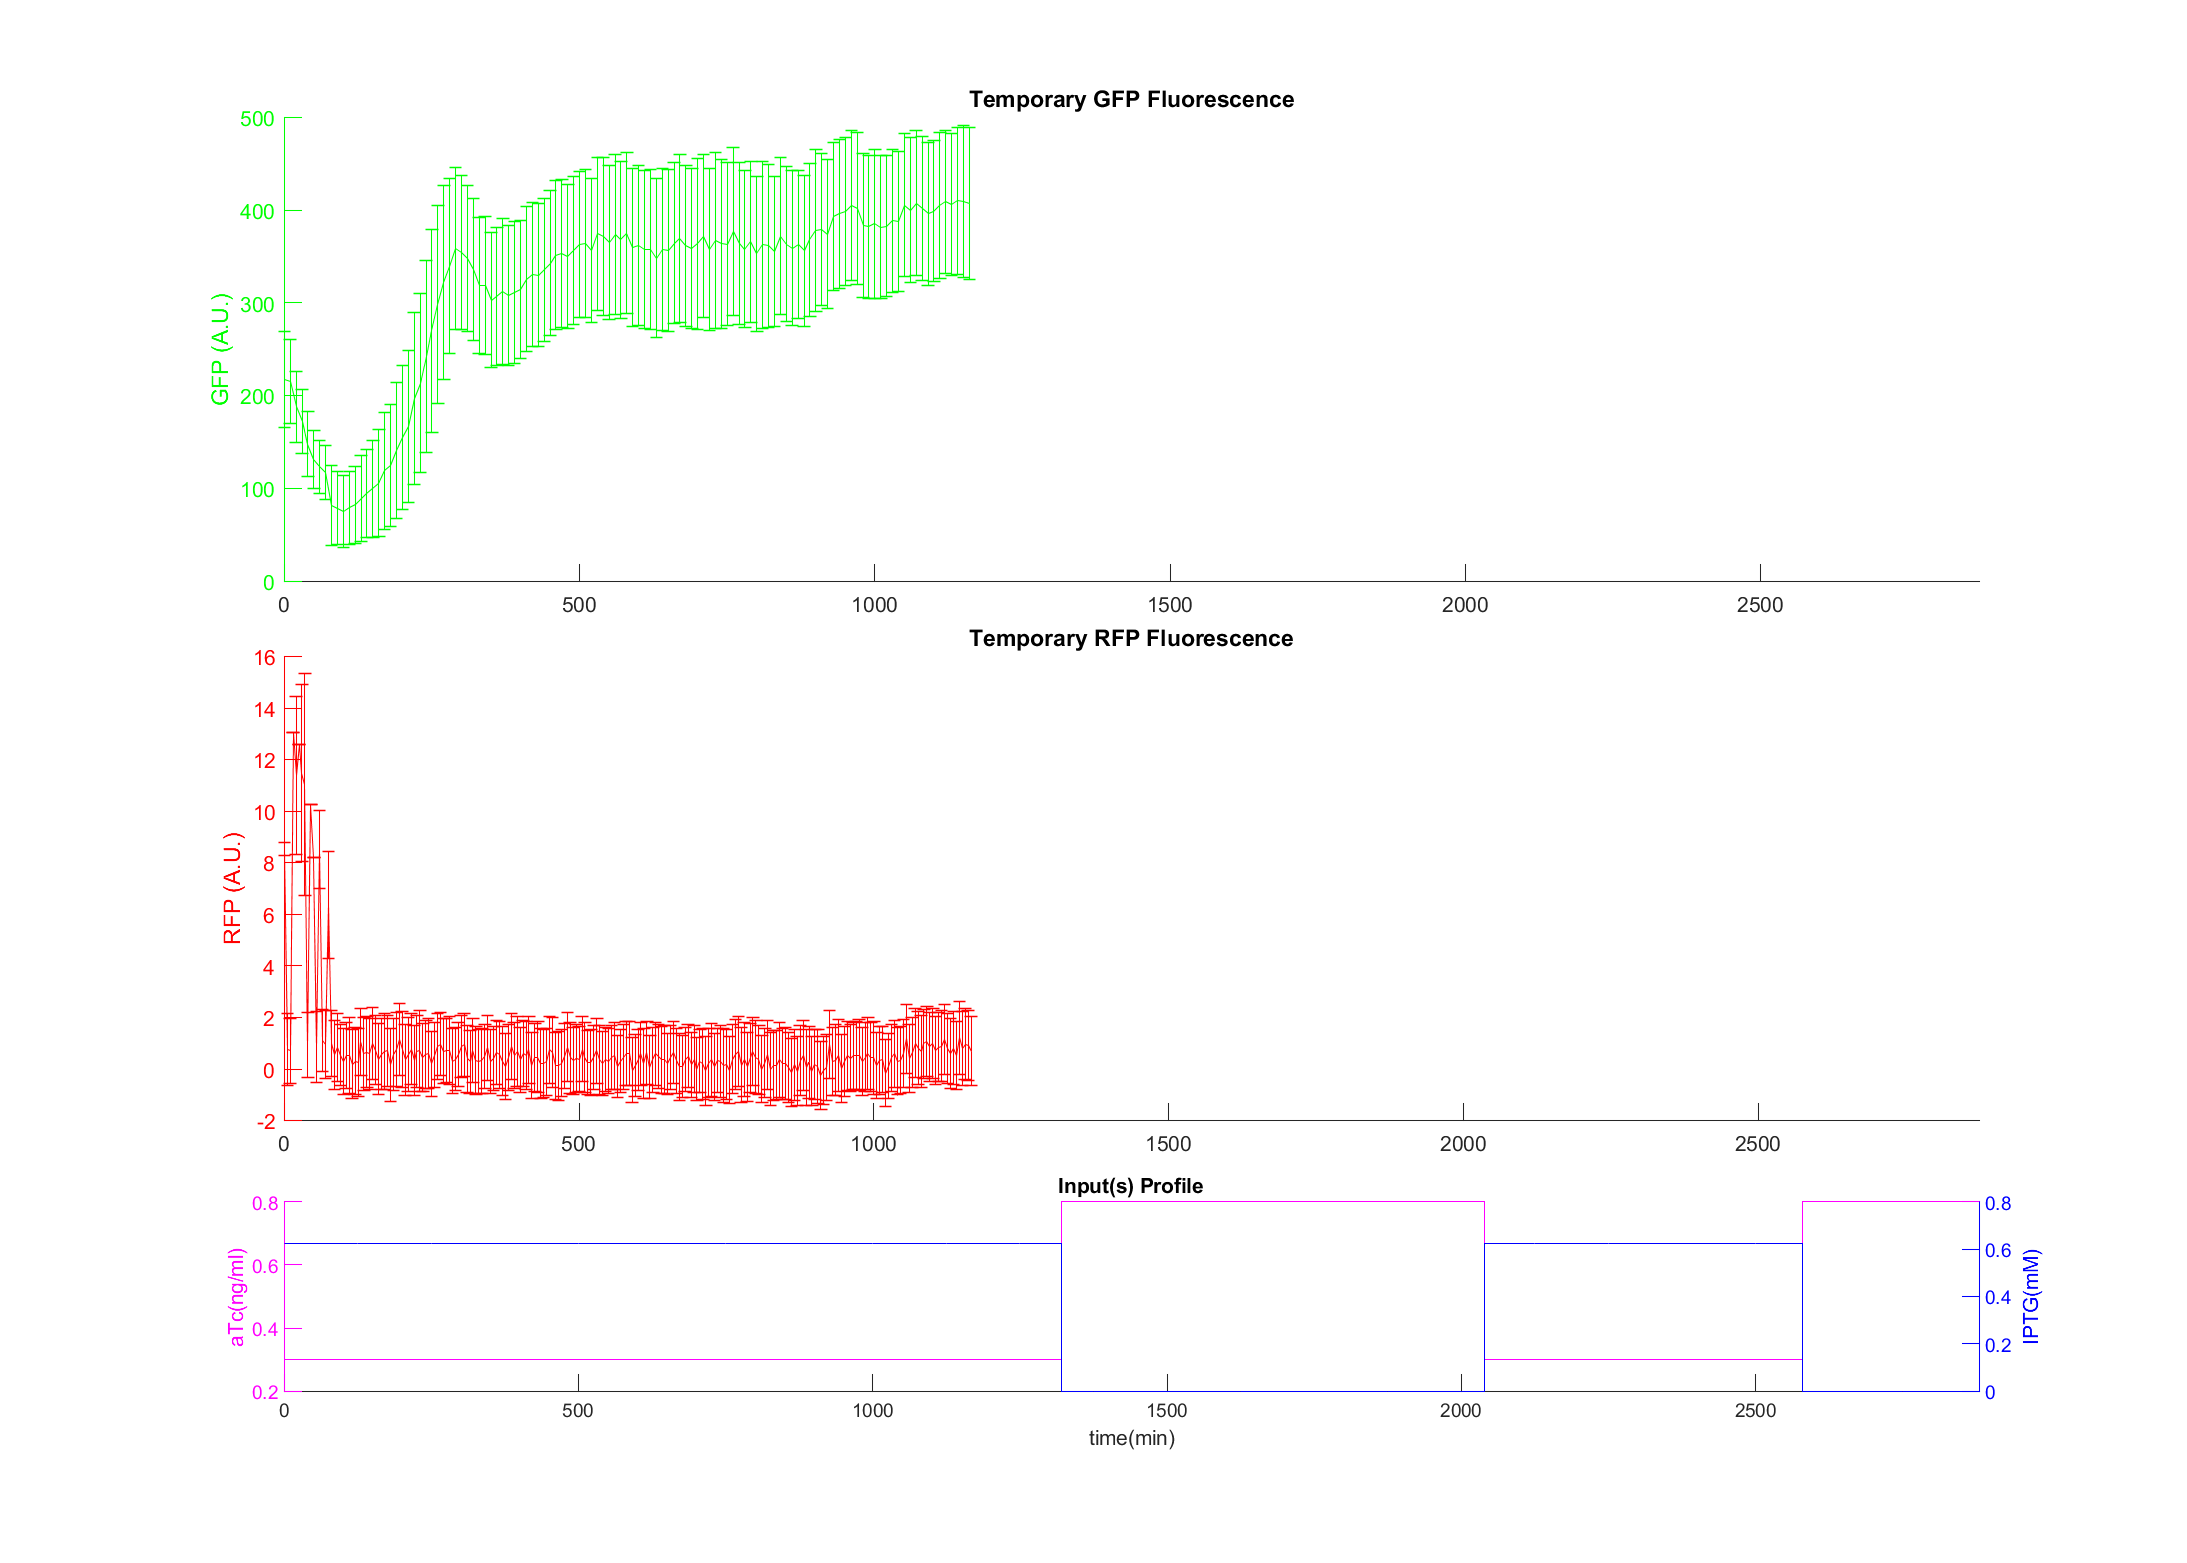 Temporary GFP Fluorescence
500
400
300
200
100
0
GFP (A.U.)
0 500 1000 1500 2000 2500
Temporary RFP Fluorescence
16
14
12
10
8
6
4
2
0
-2
RFP (A.U.)
0 500 1000 1500 2000 2500
Input(s) Profile
0.8
0.6
0.4
0.2
aTc(ng/ml)
0.8
0.6
0.4
0.2
0
IPTG(mM)
0 500 1000 1500 2000 2500
time(min)